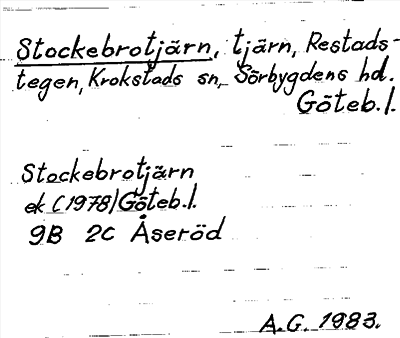 Stockebrotjärn, tjärn, Restads-
tegen, Krokstads sn, Sörbygdens hd.
Göteb.l.
Stockebrotjärn
ek (1978) Göteb.l.
9B 2C Åseröd
A.G. 1983.